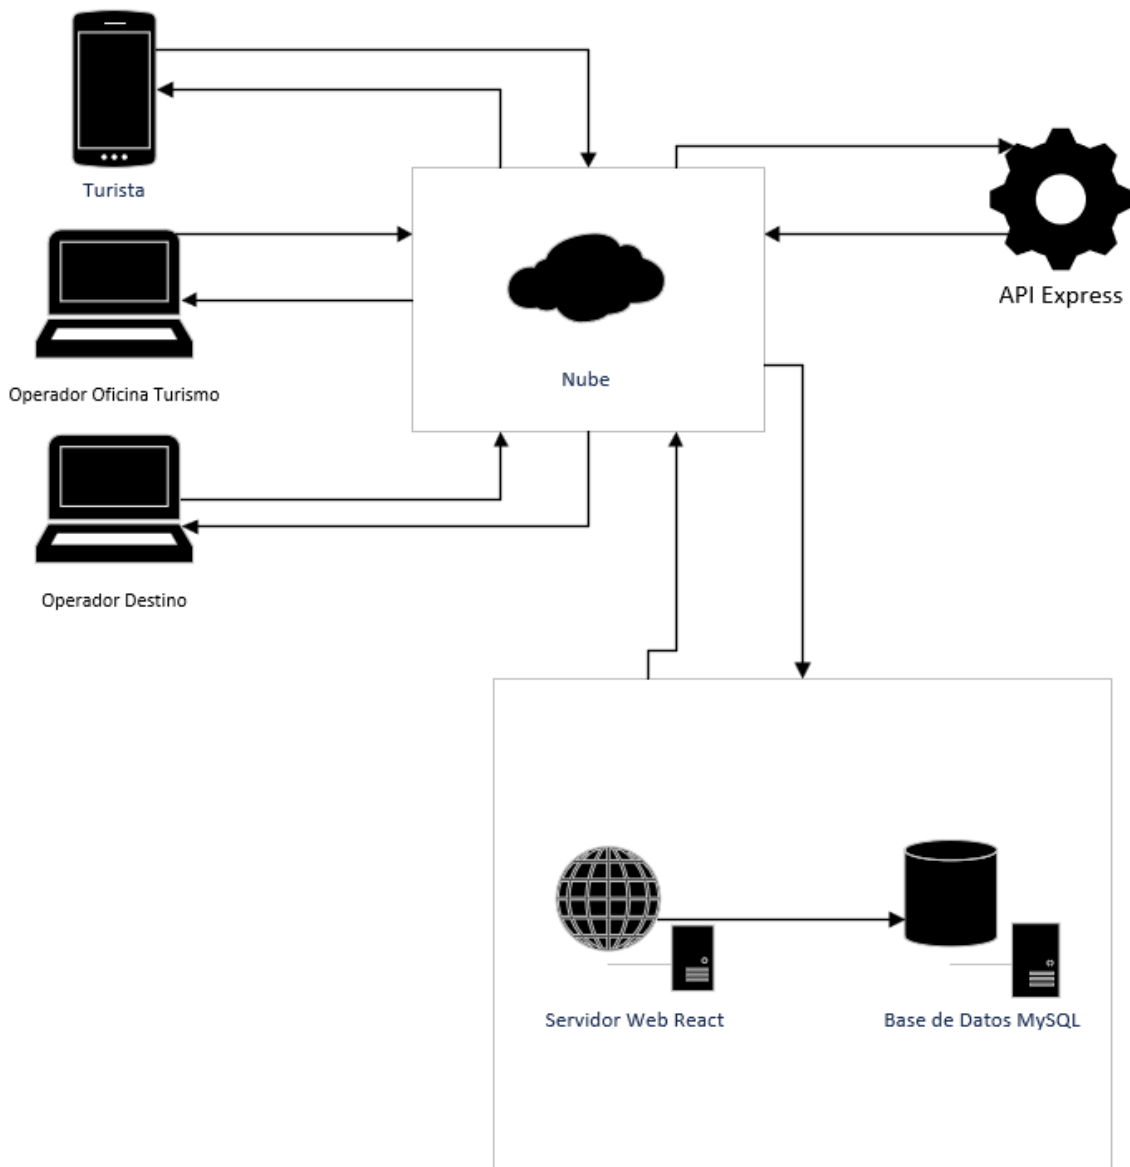 Turista
API Express
Nube
Operador Oficina Turismo
Operador Destino
Servidor Web React
Base de Datos MySQL